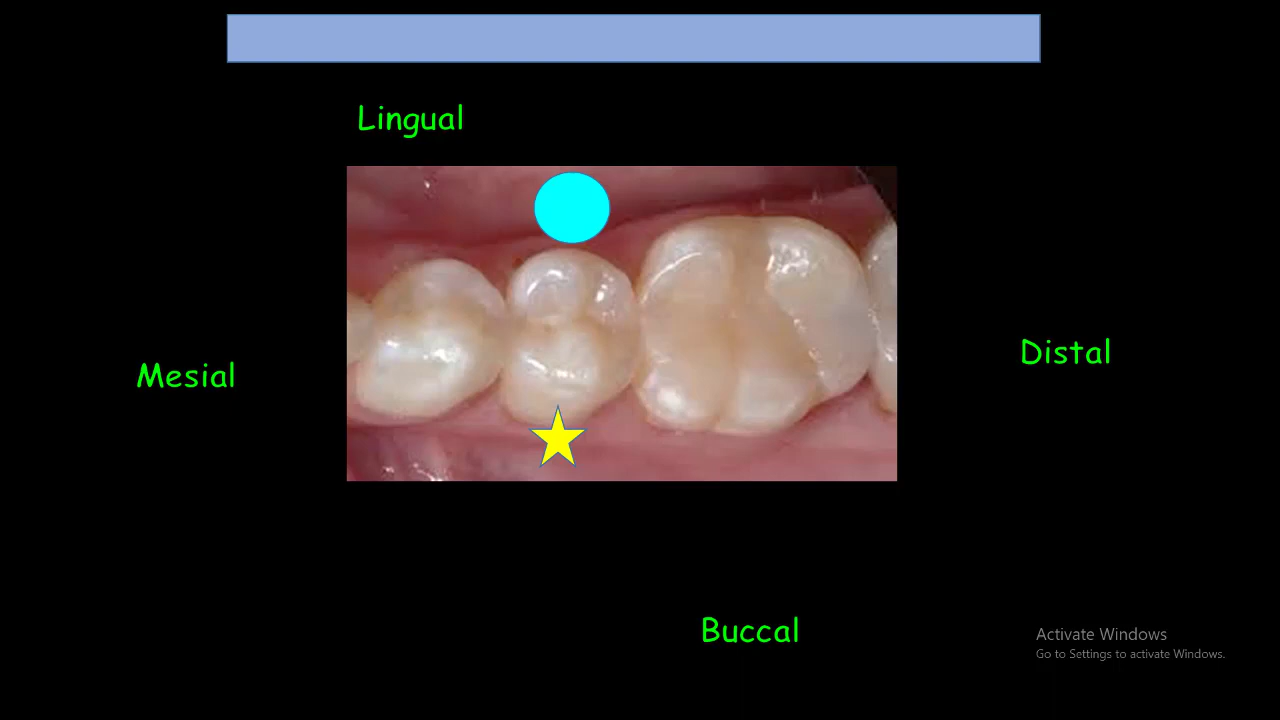 Lingual
Mesial
Distal
Buccal
Activate Windows
Go to Settings to activate Windows.